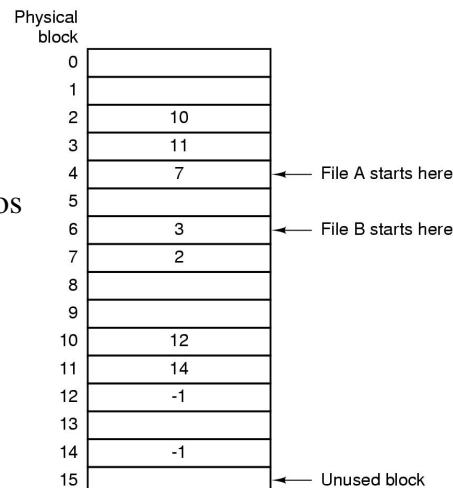 Physical
block
0
1
2 10
3 11
4 7 File A starts here
5
os
6 3 File B starts here
7 2
8
9
10 12
11 14
12 -1
13
14 -1
15 Unused block